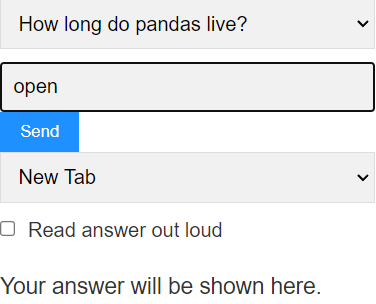 How long do pandas live?
open
Send
New Tab
Read answer out loud
Your answer will be shown here.